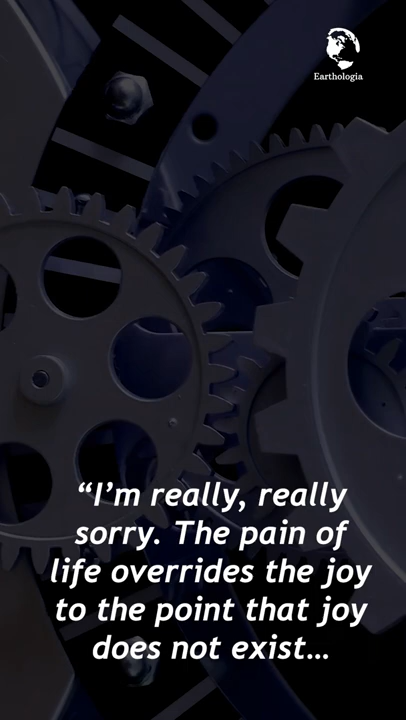 Earthologia
“I’m really, really
sorry. The pain of
life overrides the joy
to the point that joy
does not exist…